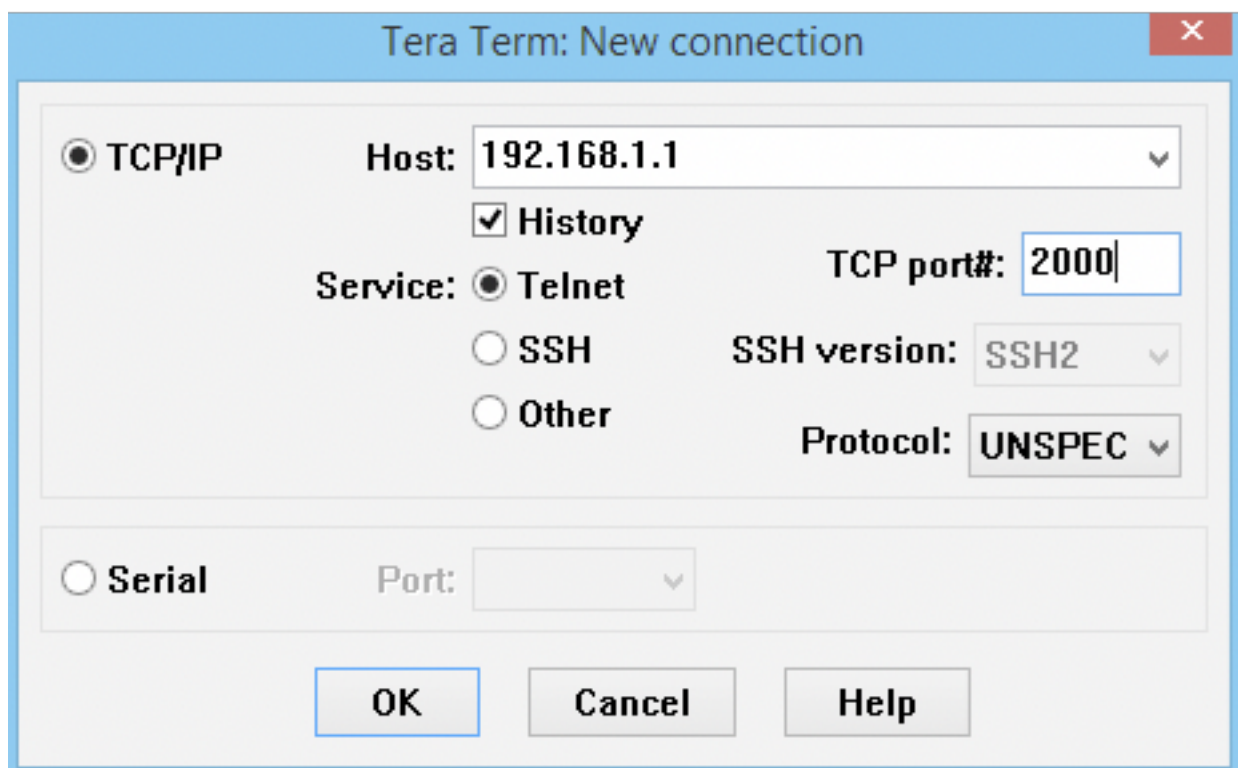 Tera Term: New connection
TCP/IP
Host: 192.168.1.1
History
Service: Telnet
TCP port#: 2000
SSH
SSH version: SSH2
Other
Protocol: UNSPEC
Serial
Port:
OK
Cancel
Help